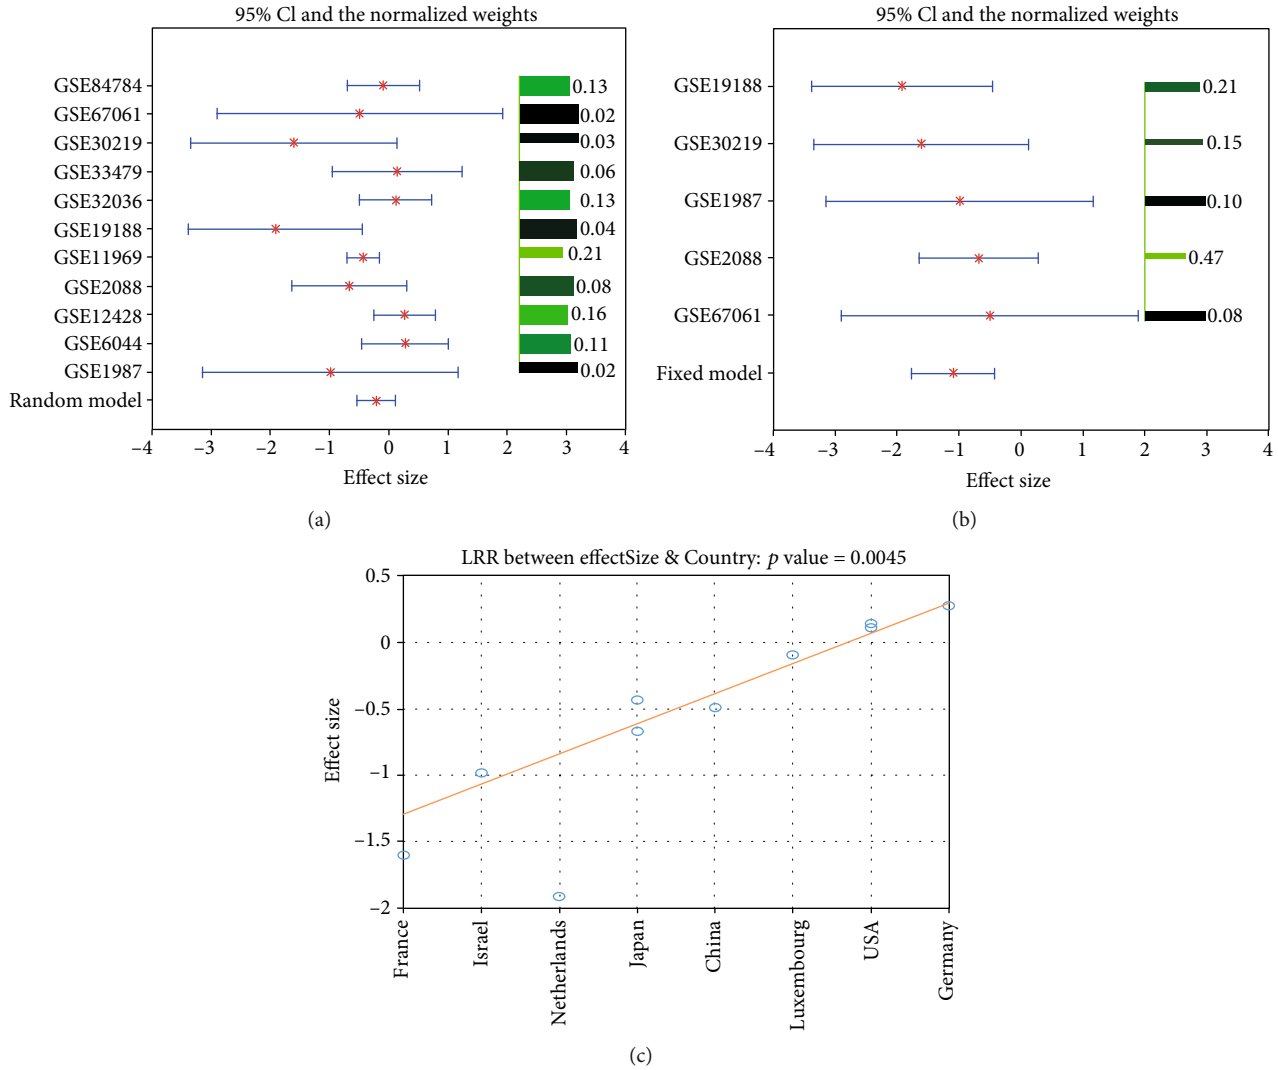 95% CI and the normalized weights
GSE84784
GSE67061
GSE30219
GSE33479
GSE32036
GSE19188
GSE11969
GSE2088
GSE12428
GSE6044
GSE1987
Random model
0.13
0.02
0.03
0.06
0.13
0.04
0.21
0.08
0.16
0.11
0.02
–4 –3 –2 –1 0 1 2 3 4
Effect size
(a)
95% CI and the normalized weights
GSE19188
GSE30219
GSE1987
GSE2088
GSE67061
Fixed model
0.21
0.15
0.10
0.47
0.08
–4 –3 –2 –1 0 1 2 3 4
Effect size
(b)
LRR between effectSize & Country: p value = 0.0045
0.5
0
–0.5
–1
–1.5
–2
Effect size
France
Israel
Netherlands
Japan
China
Luxembourg
USA
Germany
(c)